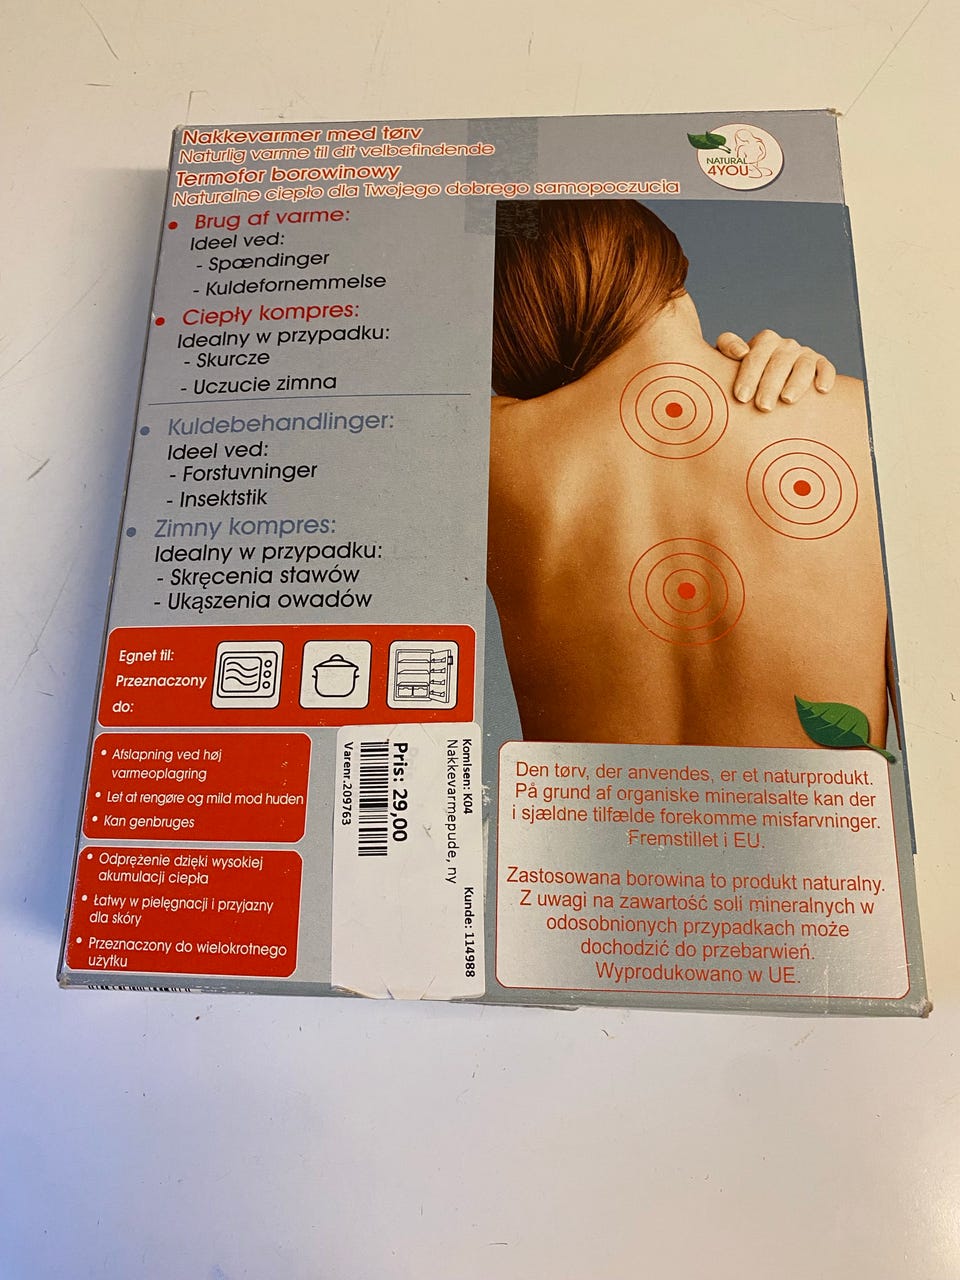 Nakkevarmer med tørv
Naturlig varme til dit velbefindende
Termofor borowinowy
Naturalne ciepło dla Twojego dobrego samopoczucia
NATURAL
4YOU
• Brug af varme:
Ideel ved:
- Spændinger
- Kuldefornemmelse
• Ciepły kompres:
Idealny w przypadku:
- Skurcze
- Uczucie zimna
• Kuldebehandlinger:
Ideel ved:
- Forstuvninger
- Insektstik
• Zimny kompres:
Idealny w przypadku:
- Skręcenia stawów
- Ukąszenia owadów
Egnet til:
Przeznaczony
do:
• Afslapning ved høj
varmeoplagring
• Let at rengøre og mild mod huden
• Kan genbruges
• Odprężenie dzięki wysokiej
akumulacji ciepła
• Łatwy w pielęgnacji i przyjazny
dla skóry
• Przeznaczony do wielokrotnego
użytku
Komlsen: K04 Kunde: 114988
Nakkevarmepude, ny
Pris: 29,00
Varenr.209763
Den tørv, der anvendes, er et naturprodukt.
På grund af organiske mineralsalte kan der
i sjældne tilfælde forekomme misfarvninger.
Fremstillet i EU.
Zastosowana borowina to produkt naturalny.
Z uwagi na zawartość soli mineralnych w
odosobnionych przypadkach może
dochodzić do przebarwień.
Wyprodukowano w UE.